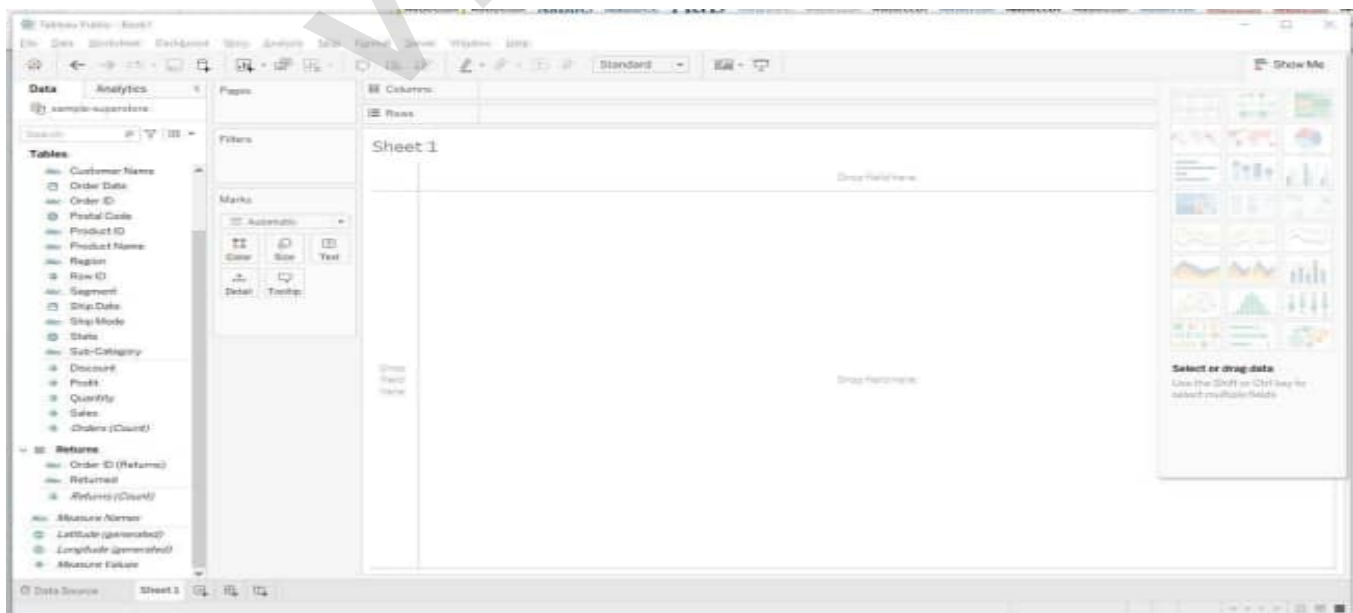 Tableau Public - Book1
File Data Worksheet Dashboard Story Analysis Map Format Server Window Help
Standard
Show Me
Data Analytics
sample-superstore
Search
Tables
Customer Name
Order Date
Order ID
Postal Code
Product ID
Product Name
Region
Row ID
Segment
Ship Date
Ship Mode
State
Sub-Category
Discount
Profit
Quantity
Sales
Orders (Count)
Returns
Order ID (Returns)
Returned
Returns (Count)
Measure Names
Latitude (generated)
Longitude (generated)
Measure Values
Pages
Filters
Marks
Automatic
Color Size Text
Detail Tooltip
Columns
Rows
Sheet 1
Drop field here
Drop
field
here
Drop field here
Select or drag data
Use the Shift or Ctrl key to
select multiple fields
Data Source Sheet 1